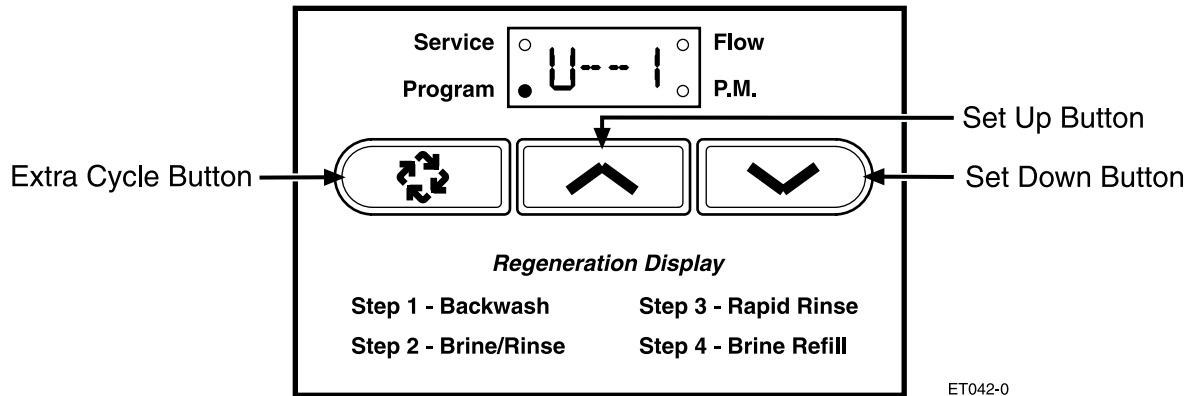 Service
Flow
U---1
Program
P.M.
Set Up Button
Extra Cycle Button
Set Down Button
Regeneration Display
Step 1 - Backwash
Step 3 - Rapid Rinse
Step 2 - Brine/Rinse
Step 4 - Brine Refill
ET042-0